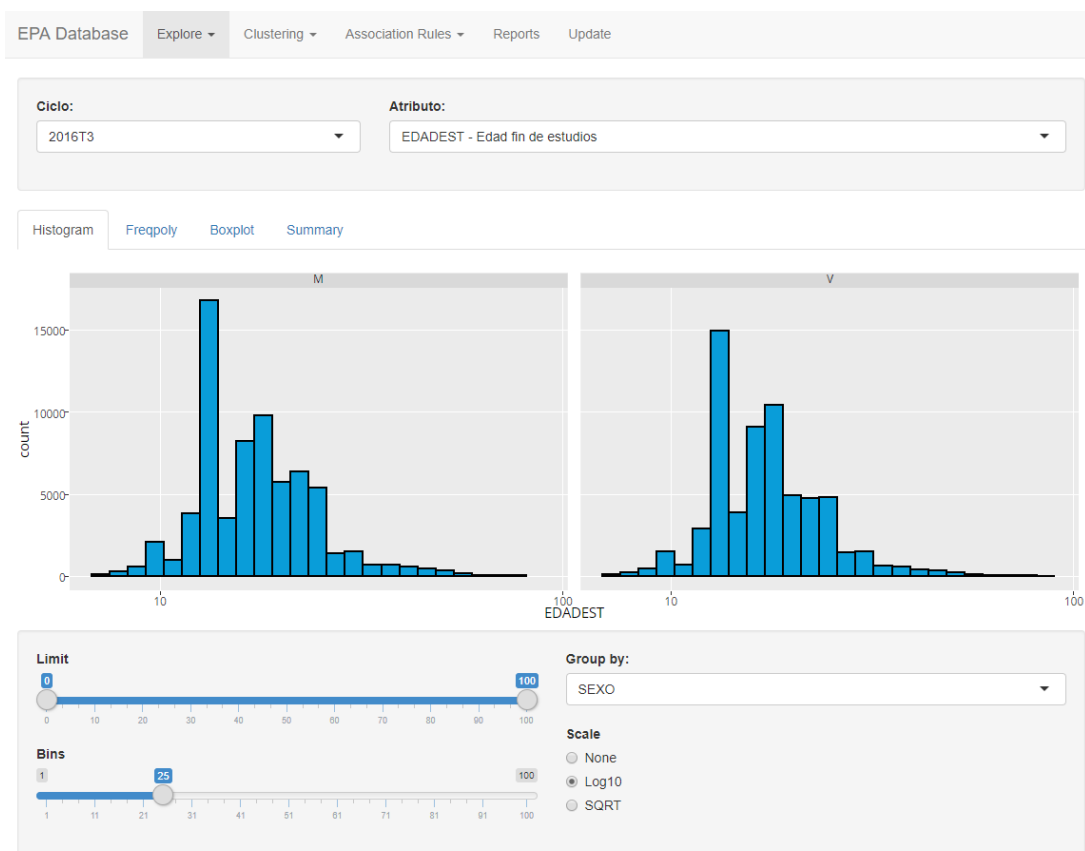 EPA Database Explore Clustering Association Rules Reports Update
Ciclo: Atributo:
2016T3 EDADEST - Edad fin de estudios
Histogram Freqpoly Boxplot Summary
M V
15000
10000
5000
0
count
10 100 10 100
EDADEST
Limit Group by:
0 100 SEXO
0 10 20 30 40 50 60 70 80 90 100
Scale
None
Bins
1 25 100
Log10
1 11 21 31 41 51 61 71 81 91 100
SQRT